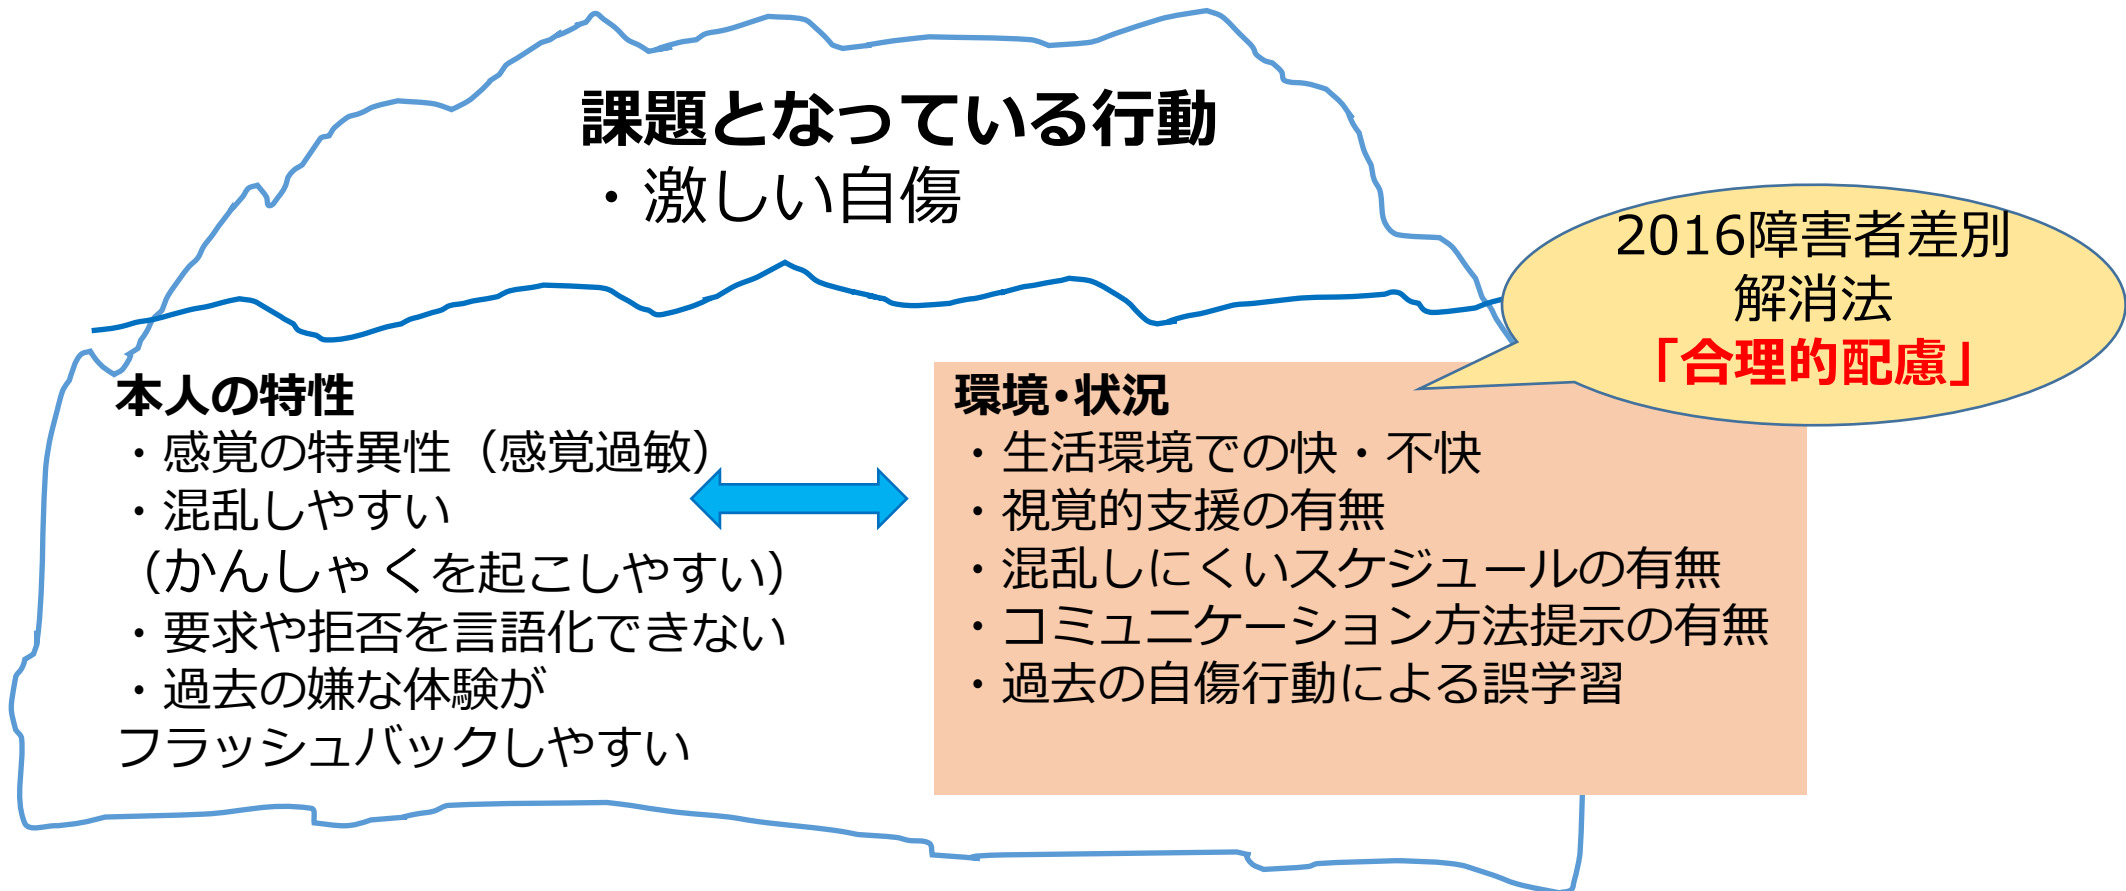 課題となっている行動
・激しい自傷
2016障害者差別
解消法
「合理的配慮」
本人の特性
・感覚の特異性（感覚過敏）
・混乱しやすい
（かんしゃくを起こしやすい）
・要求や拒否を言語化できない
・過去の嫌な体験が
フラッシュバックしやすい
環境・状況
・生活環境での快・不快
・視覚的支援の有無
・混乱しにくいスケジュールの有無
・コミュニケーション方法提示の有無
・過去の自傷行動による誤学習